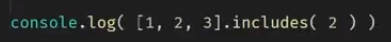 console.log( [1, 2, 3].includes( 2 ) )